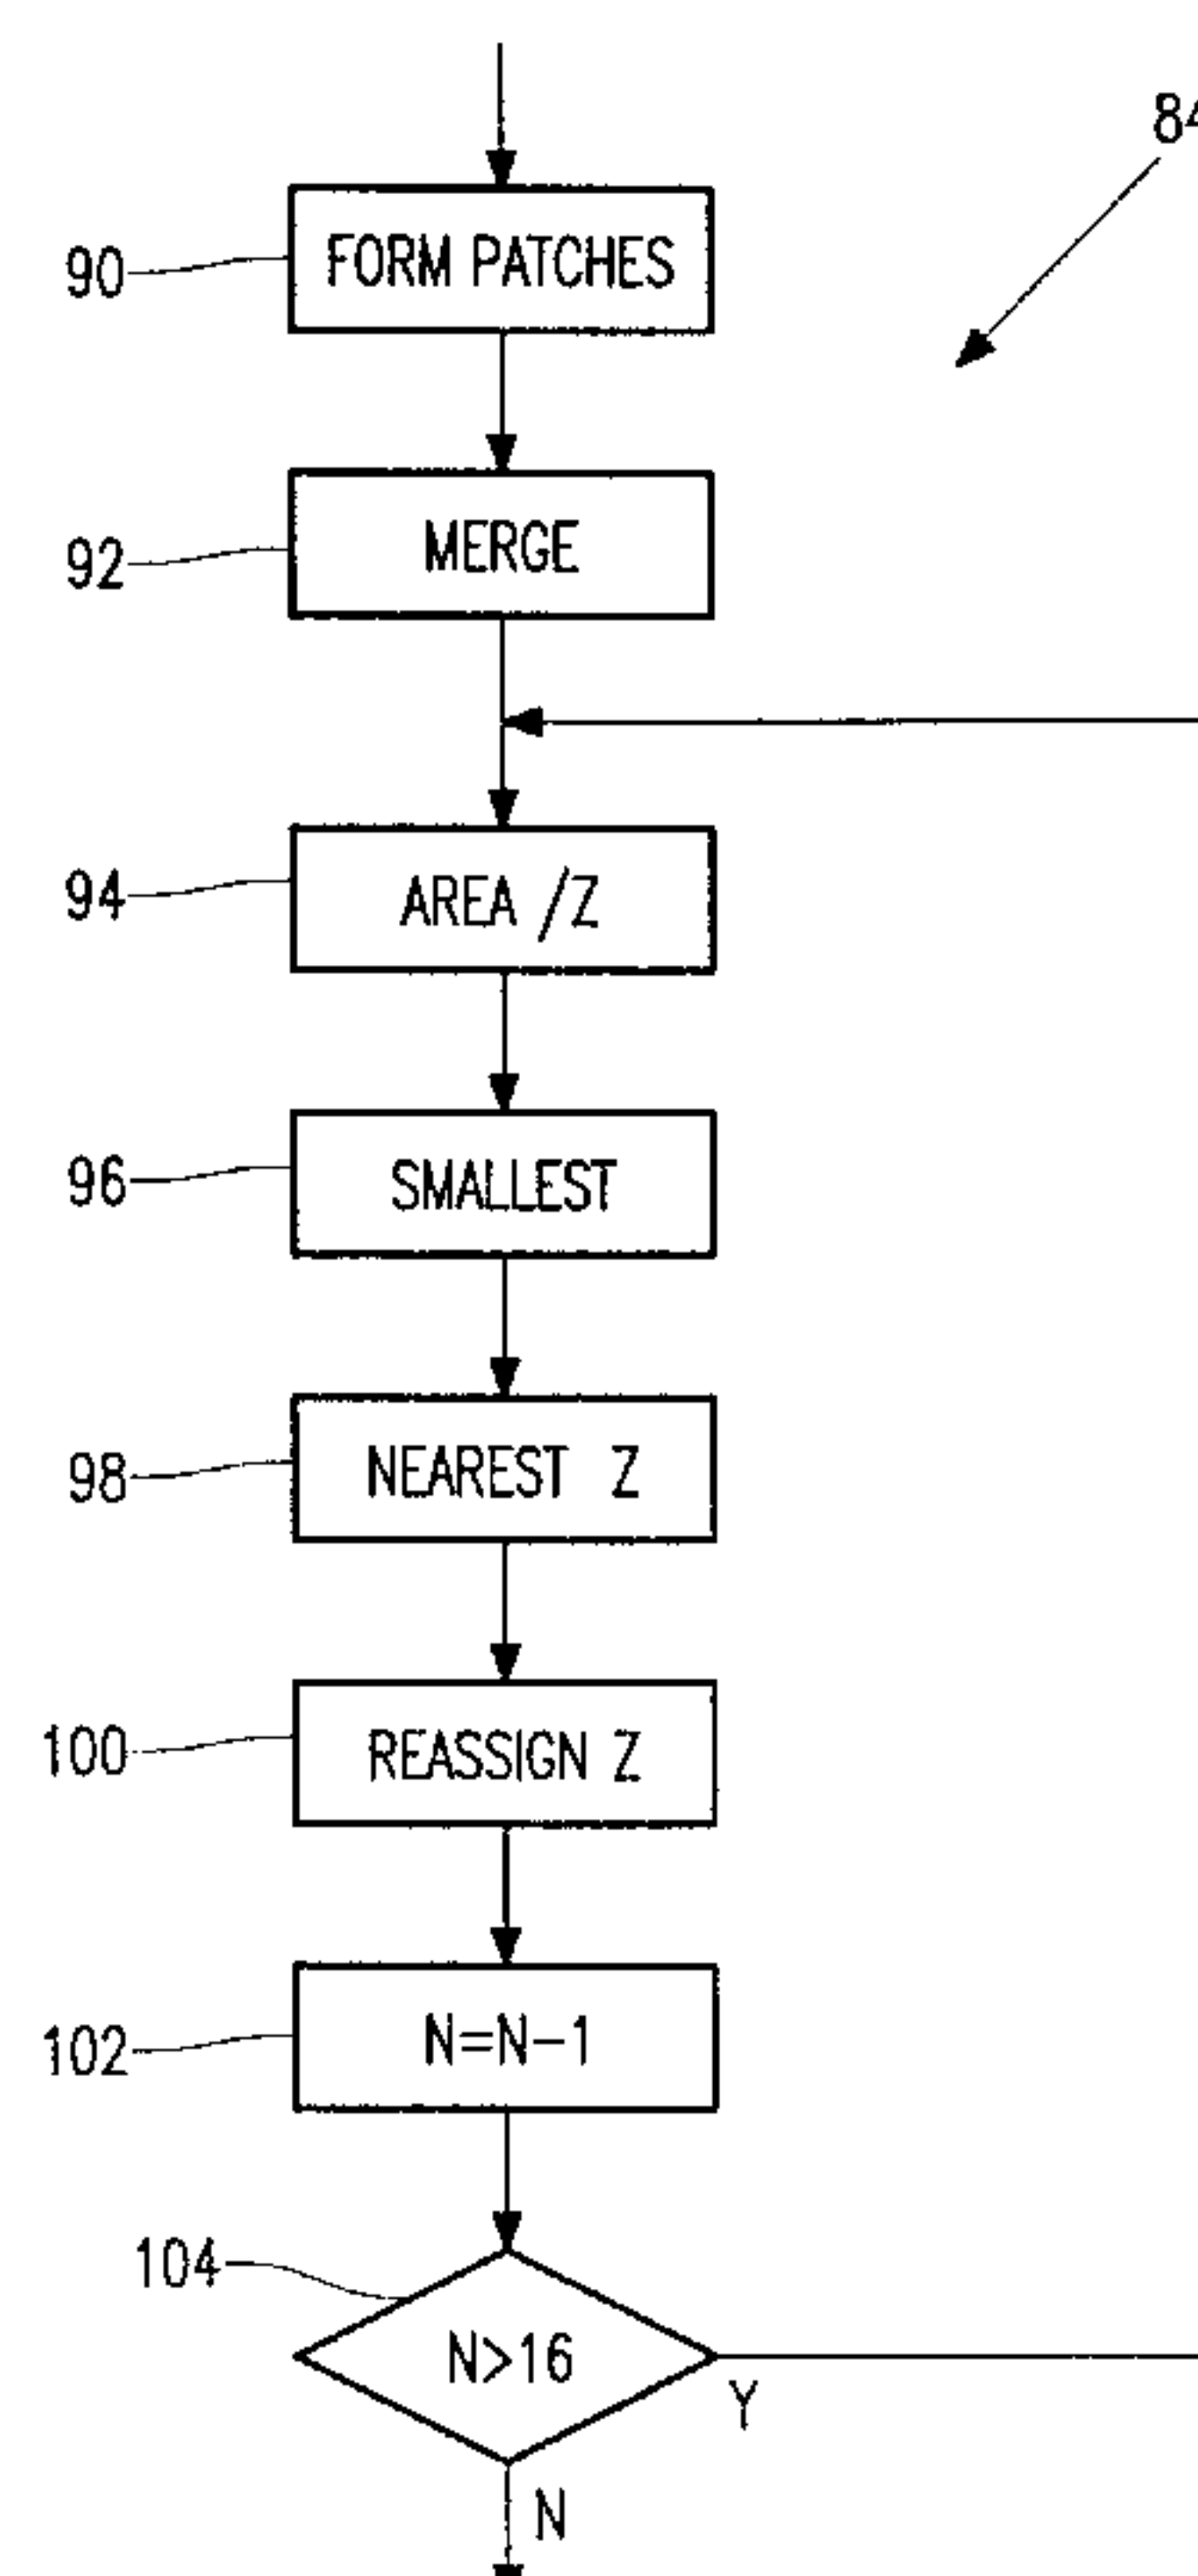 84
90
FORM PATCHES
92
MERGE
94
AREA /Z
96
SMALLEST
98
NEAREST Z
100
REASSIGN Z
102
N=N-1
104
N>16
Y
N